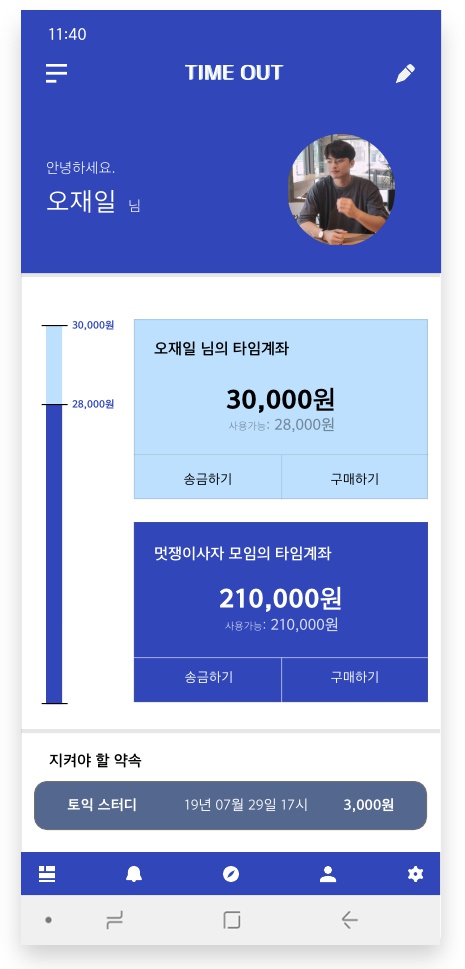 11:40
TIME OUT
안녕하세요.
오재일 님
30,000원
28,000원
오재일 님의 타임계좌
30,000원
사용가능: 28,000원
송금하기 구매하기
멋쟁이사자 모임의 타임계좌
210,000원
사용가능: 210,000원
송금하기 구매하기
지켜야 할 약속
토익 스터디 19년 07월 29일 17시 3,000원